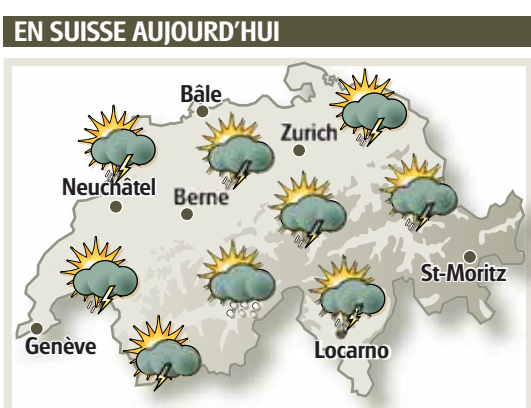 EN SUISSE AUJOURD'HUI
Bâle
Zurich
Neuchâtel
Berne
St-Moritz
Genève
Locarno